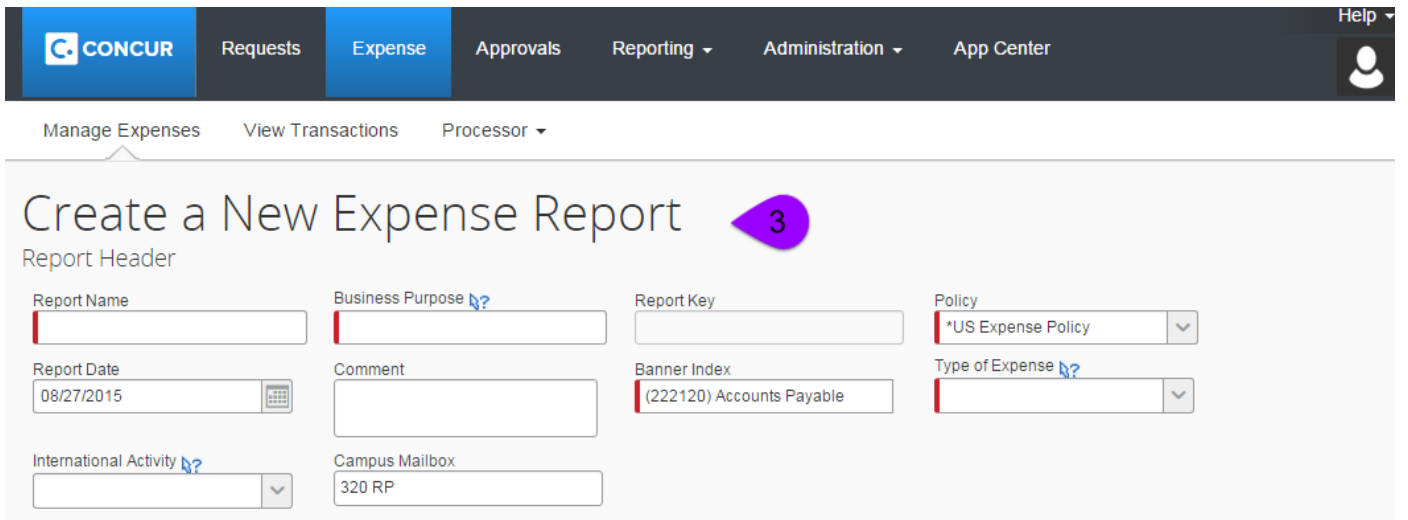 Help
C. CONCUR Requests Expense Approvals Reporting Administration App Center
Manage Expenses View Transactions Processor
Create a New Expense Report 3
Report Header
Report Name Business Purpose ? Report Key Policy
*US Expense Policy
Report Date Comment Banner Index Type of Expense ?
08/27/2015 (222120) Accounts Payable
International Activity ? Campus Mailbox
320 RP